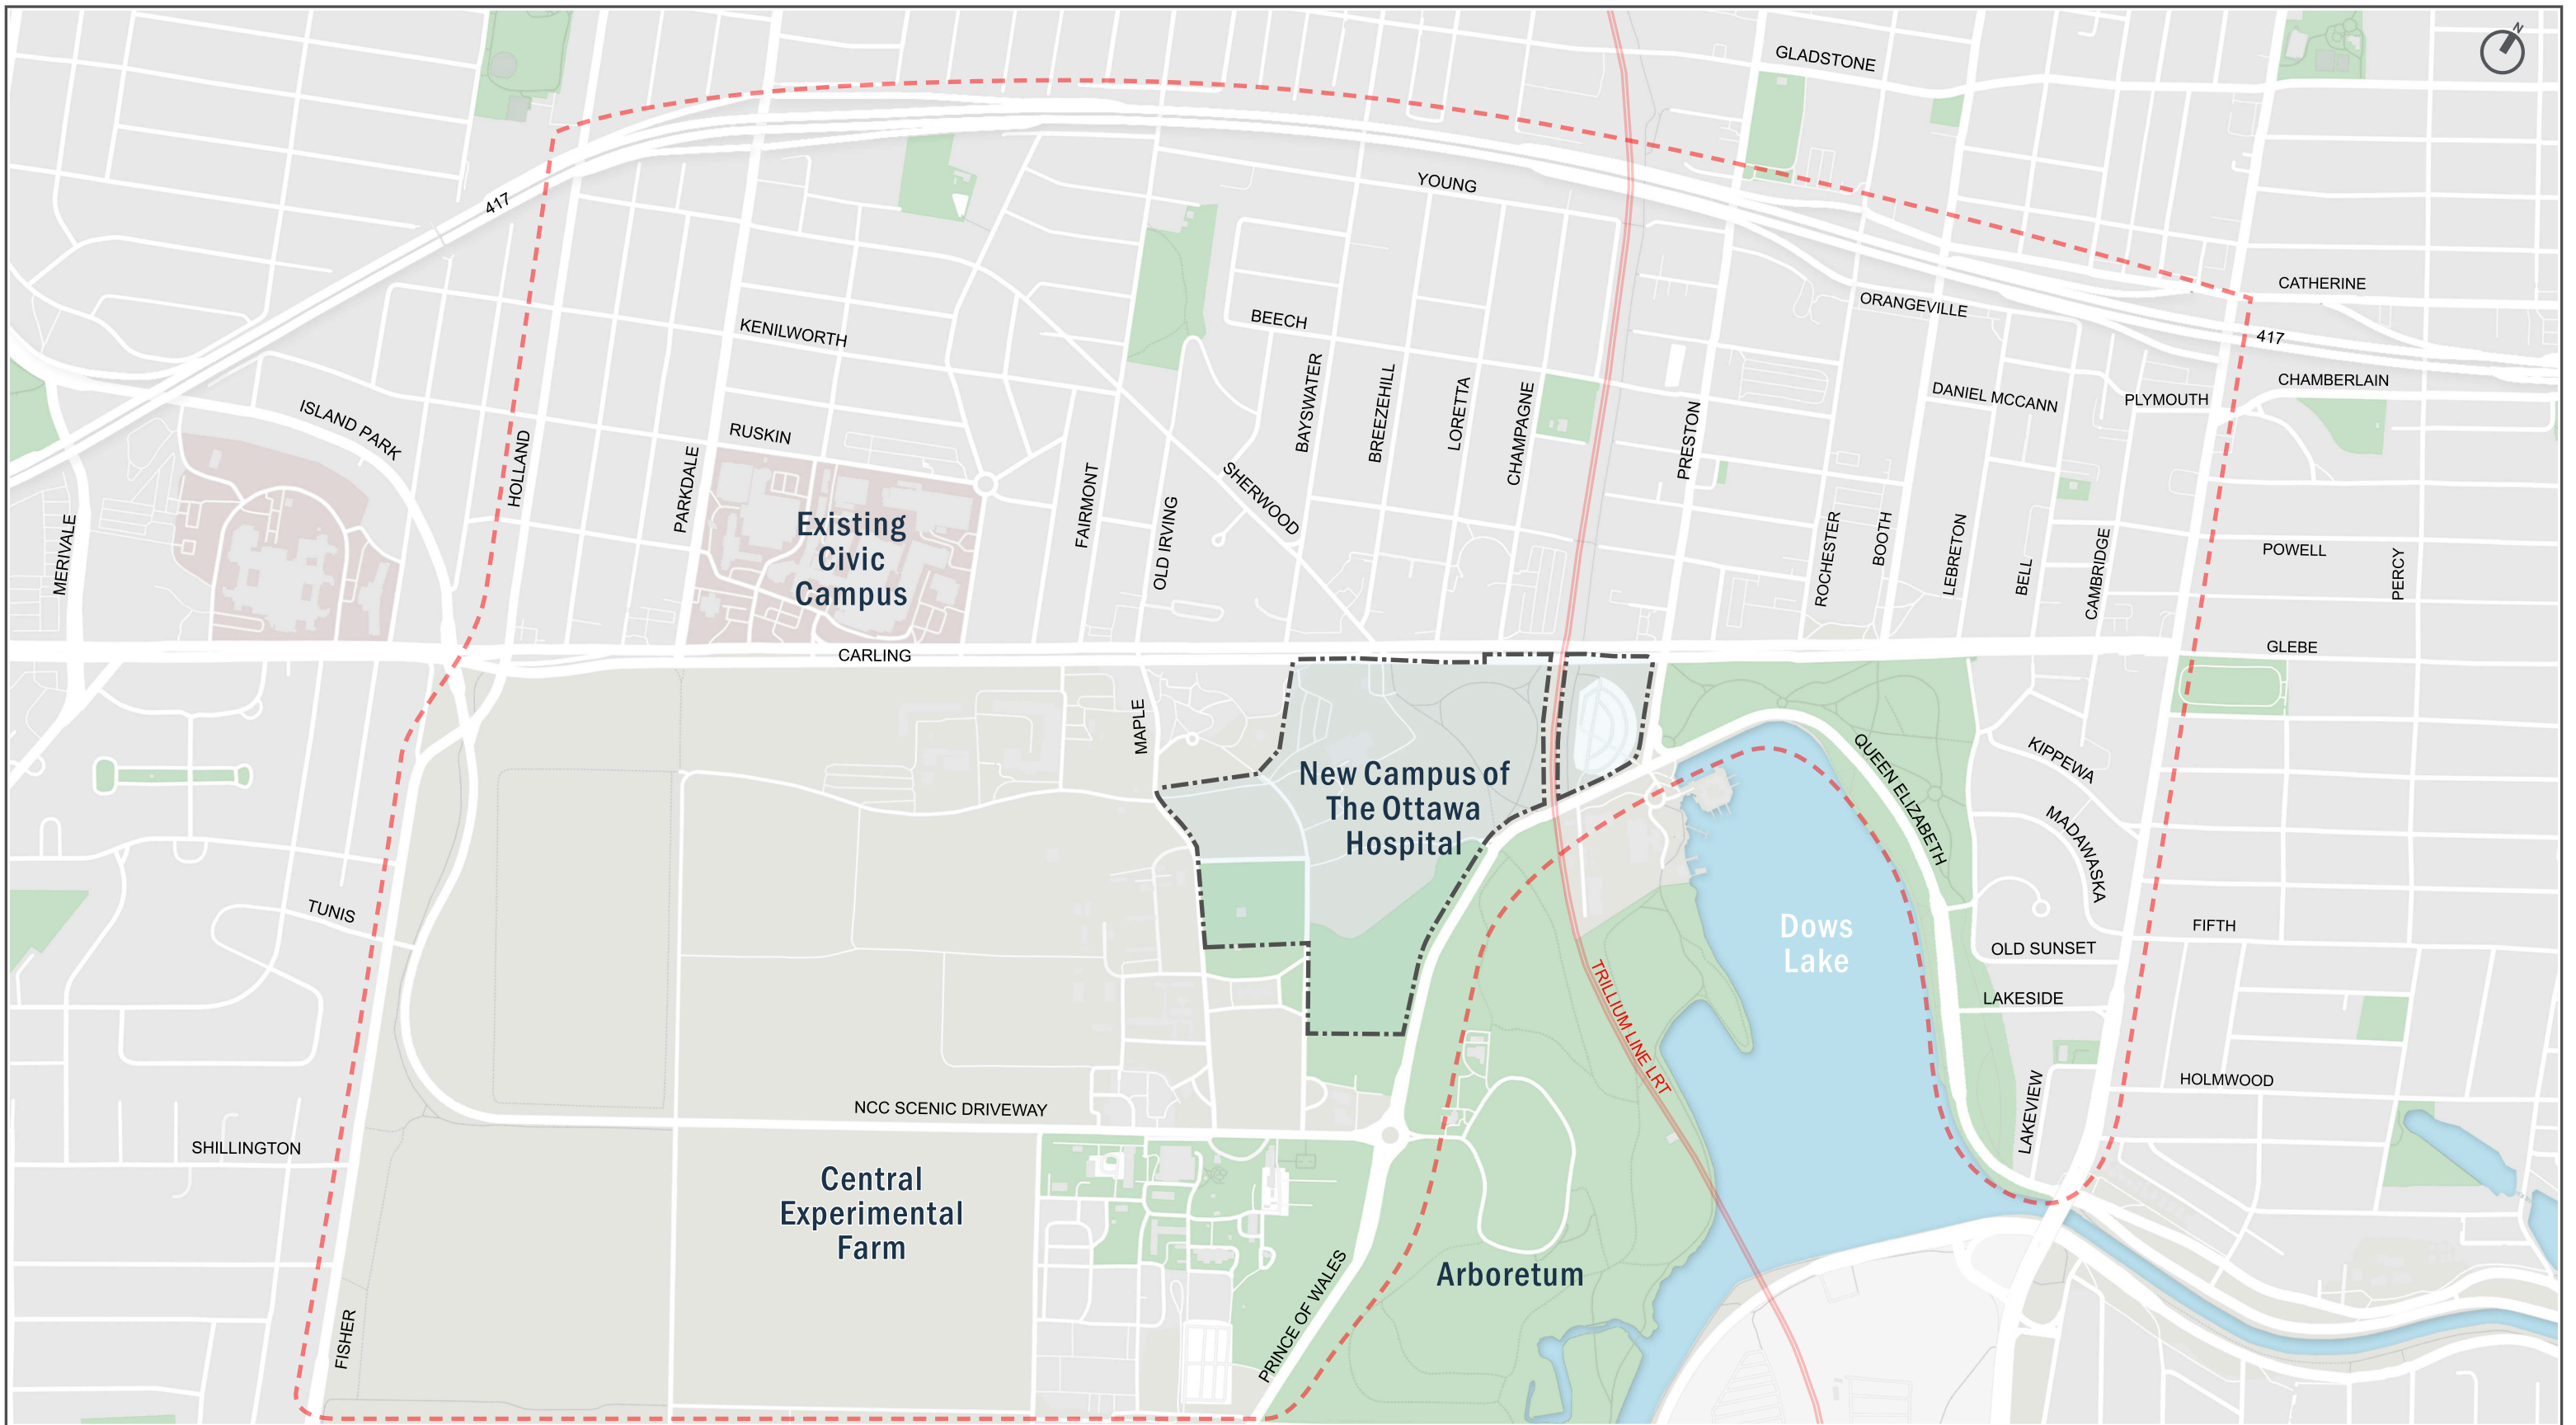 N
GLADSTONE
YOUNG
417
CATHERINE
ORANGEVILLE
BEECH
KENILWORTH
417
CHAMBERLAIN
DANIEL MCCANN
PLYMOUTH
ISLAND PARK
HOLLAND
RUSKIN
PARKDALE
BAYSWATER
BREEZEHILL
LORETTA
CHAMPAGNE
PRESTON
SHERWOOD
FAIRMONT
OLD IRVING
MERIVALE
Existing
Civic
Campus
ROCHESTER
BOOTH
LEBRETON
BELL
CAMBRIDGE
POWELL
PERCY
GLEBE
CARLING
MAPLE
QUEEN ELIZABETH
KIPPEWA
MADAWASKA
New Campus of
The Ottawa
Hospital
TUNIS
Dows
Lake
FIFTH
OLD SUNSET
LAKESIDE
TRILLIUM LINE LRT
HOLMWOOD
LAKEVIEW
NCC SCENIC DRIVEWAY
SHILLINGTON
Central
Experimental
Farm
Arboretum
PRINCE OF WALES
FISHER